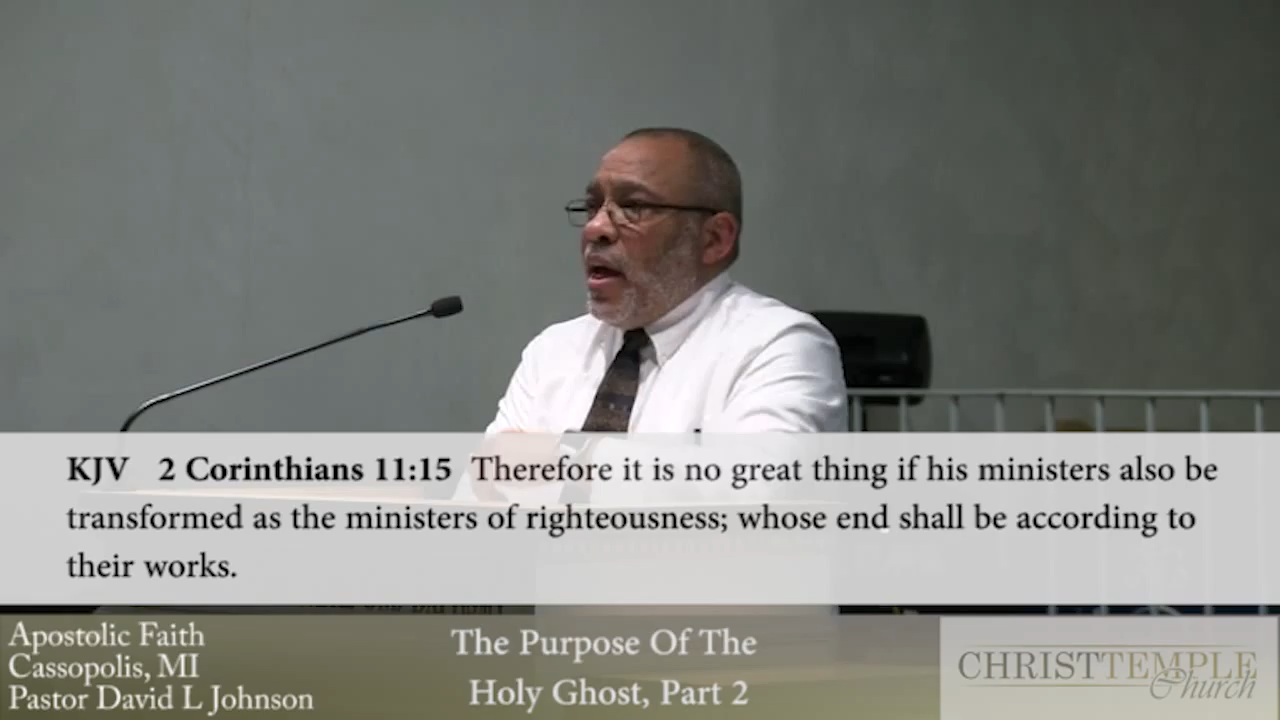 KJV 2 Corinthians 11:15 Therefore it is no great thing if his ministers also be
transformed as the ministers of righteousness; whose end shall be according to
their works.
Apostolic Faith
Cassopolis, MI
Pastor David L Johnson
The Purpose Of The
Holy Ghost, Part 2
CHRISTTEMPLE
Church